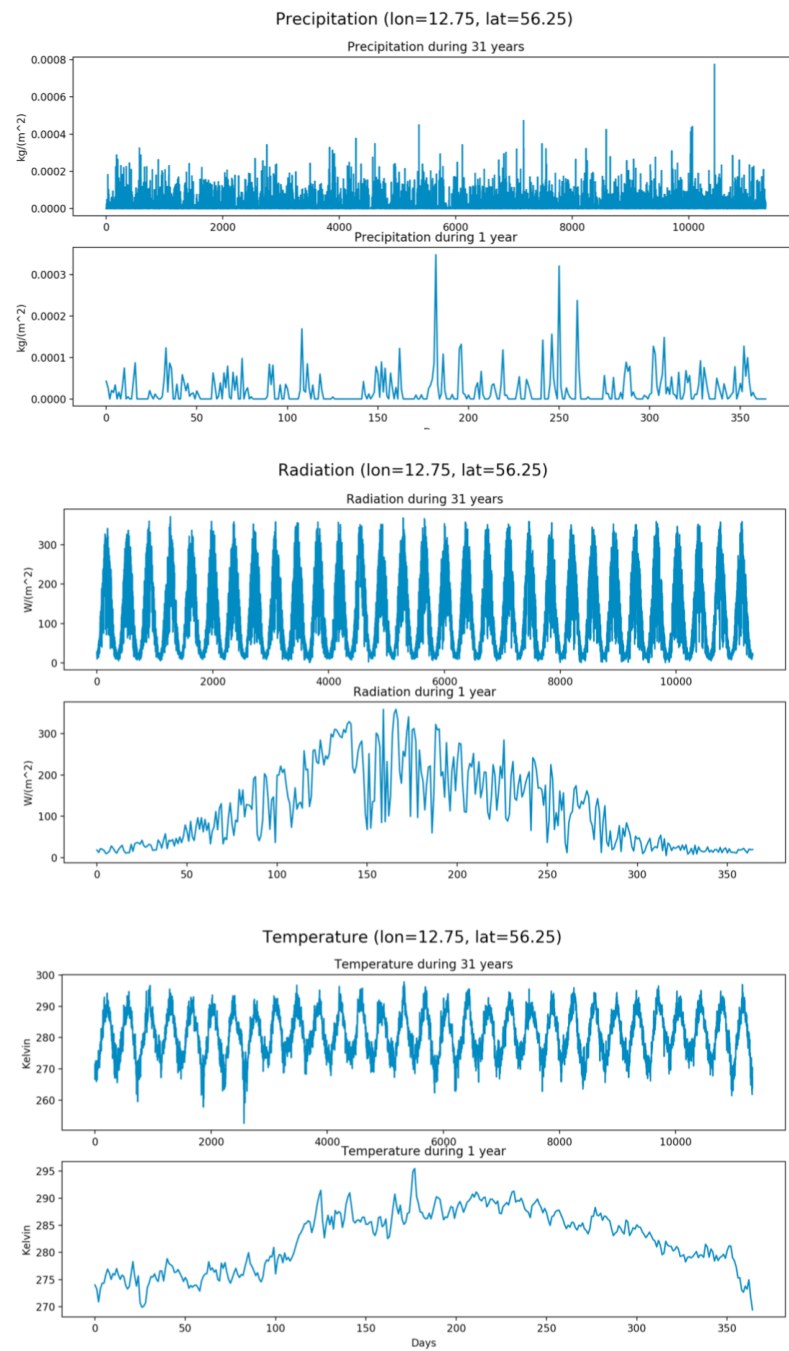 Precipitation (lon=12.75, lat=56.25)
Precipitation during 31 years
0.0008
0.0006
0.0004
0.0002
0.0000
kg/(m^2)
0 2000 4000 6000 8000 10000
Precipitation during 1 year
0.0003
0.0002
0.0001
0.0000
kg/(m^2)
0 50 100 150 200 250 300 350
Radiation (lon=12.75, lat=56.25)
Radiation during 31 years
300
200
100
0
W/(m^2)
0 2000 4000 6000 8000 10000
Radiation during 1 year
300
200
100
0
W/(m^2)
0 50 100 150 200 250 300 350
Temperature (lon=12.75, lat=56.25)
Temperature during 31 years
300
290
280
270
260
Kelvin
0 2000 4000 6000 8000 10000
Temperature during 1 year
295
290
285
280
275
270
Kelvin
0 50 100 150 200 250 300 350
Days